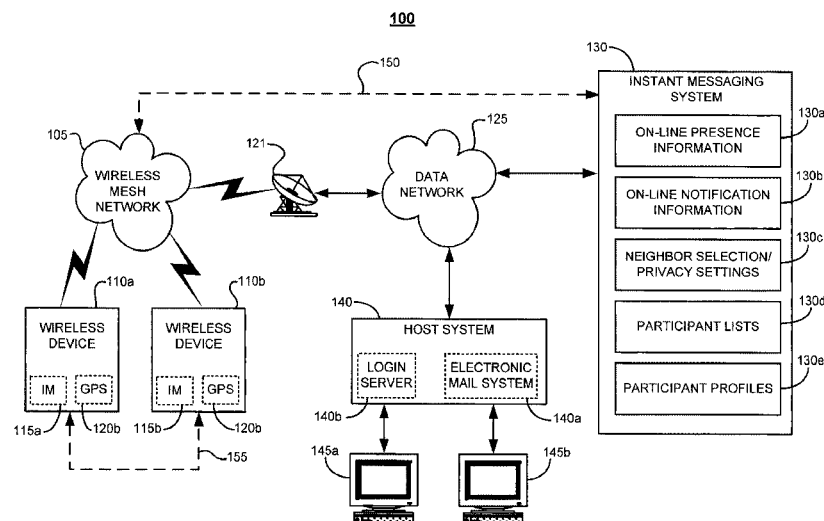 100
150
130
INSTANT MESSAGING
SYSTEM
130a
ON-LINE PRESENCE
INFORMATION
130b
ON-LINE NOTIFICATION
INFORMATION
130c
NEIGHBOR SELECTION/
PRIVACY SETTINGS
130d
PARTICIPANT LISTS
130e
PARTICIPANT PROFILES
105
WIRELESS
MESH
NETWORK
121
125
DATA
NETWORK
110a
WIRELESS
DEVICE
IM
GPS
115a
120b
110b
WIRELESS
DEVICE
IM
GPS
115b
120b
155
140
HOST SYSTEM
LOGIN
SERVER
ELECTRONIC
MAIL SYSTEM
140b
140a
145a
145b